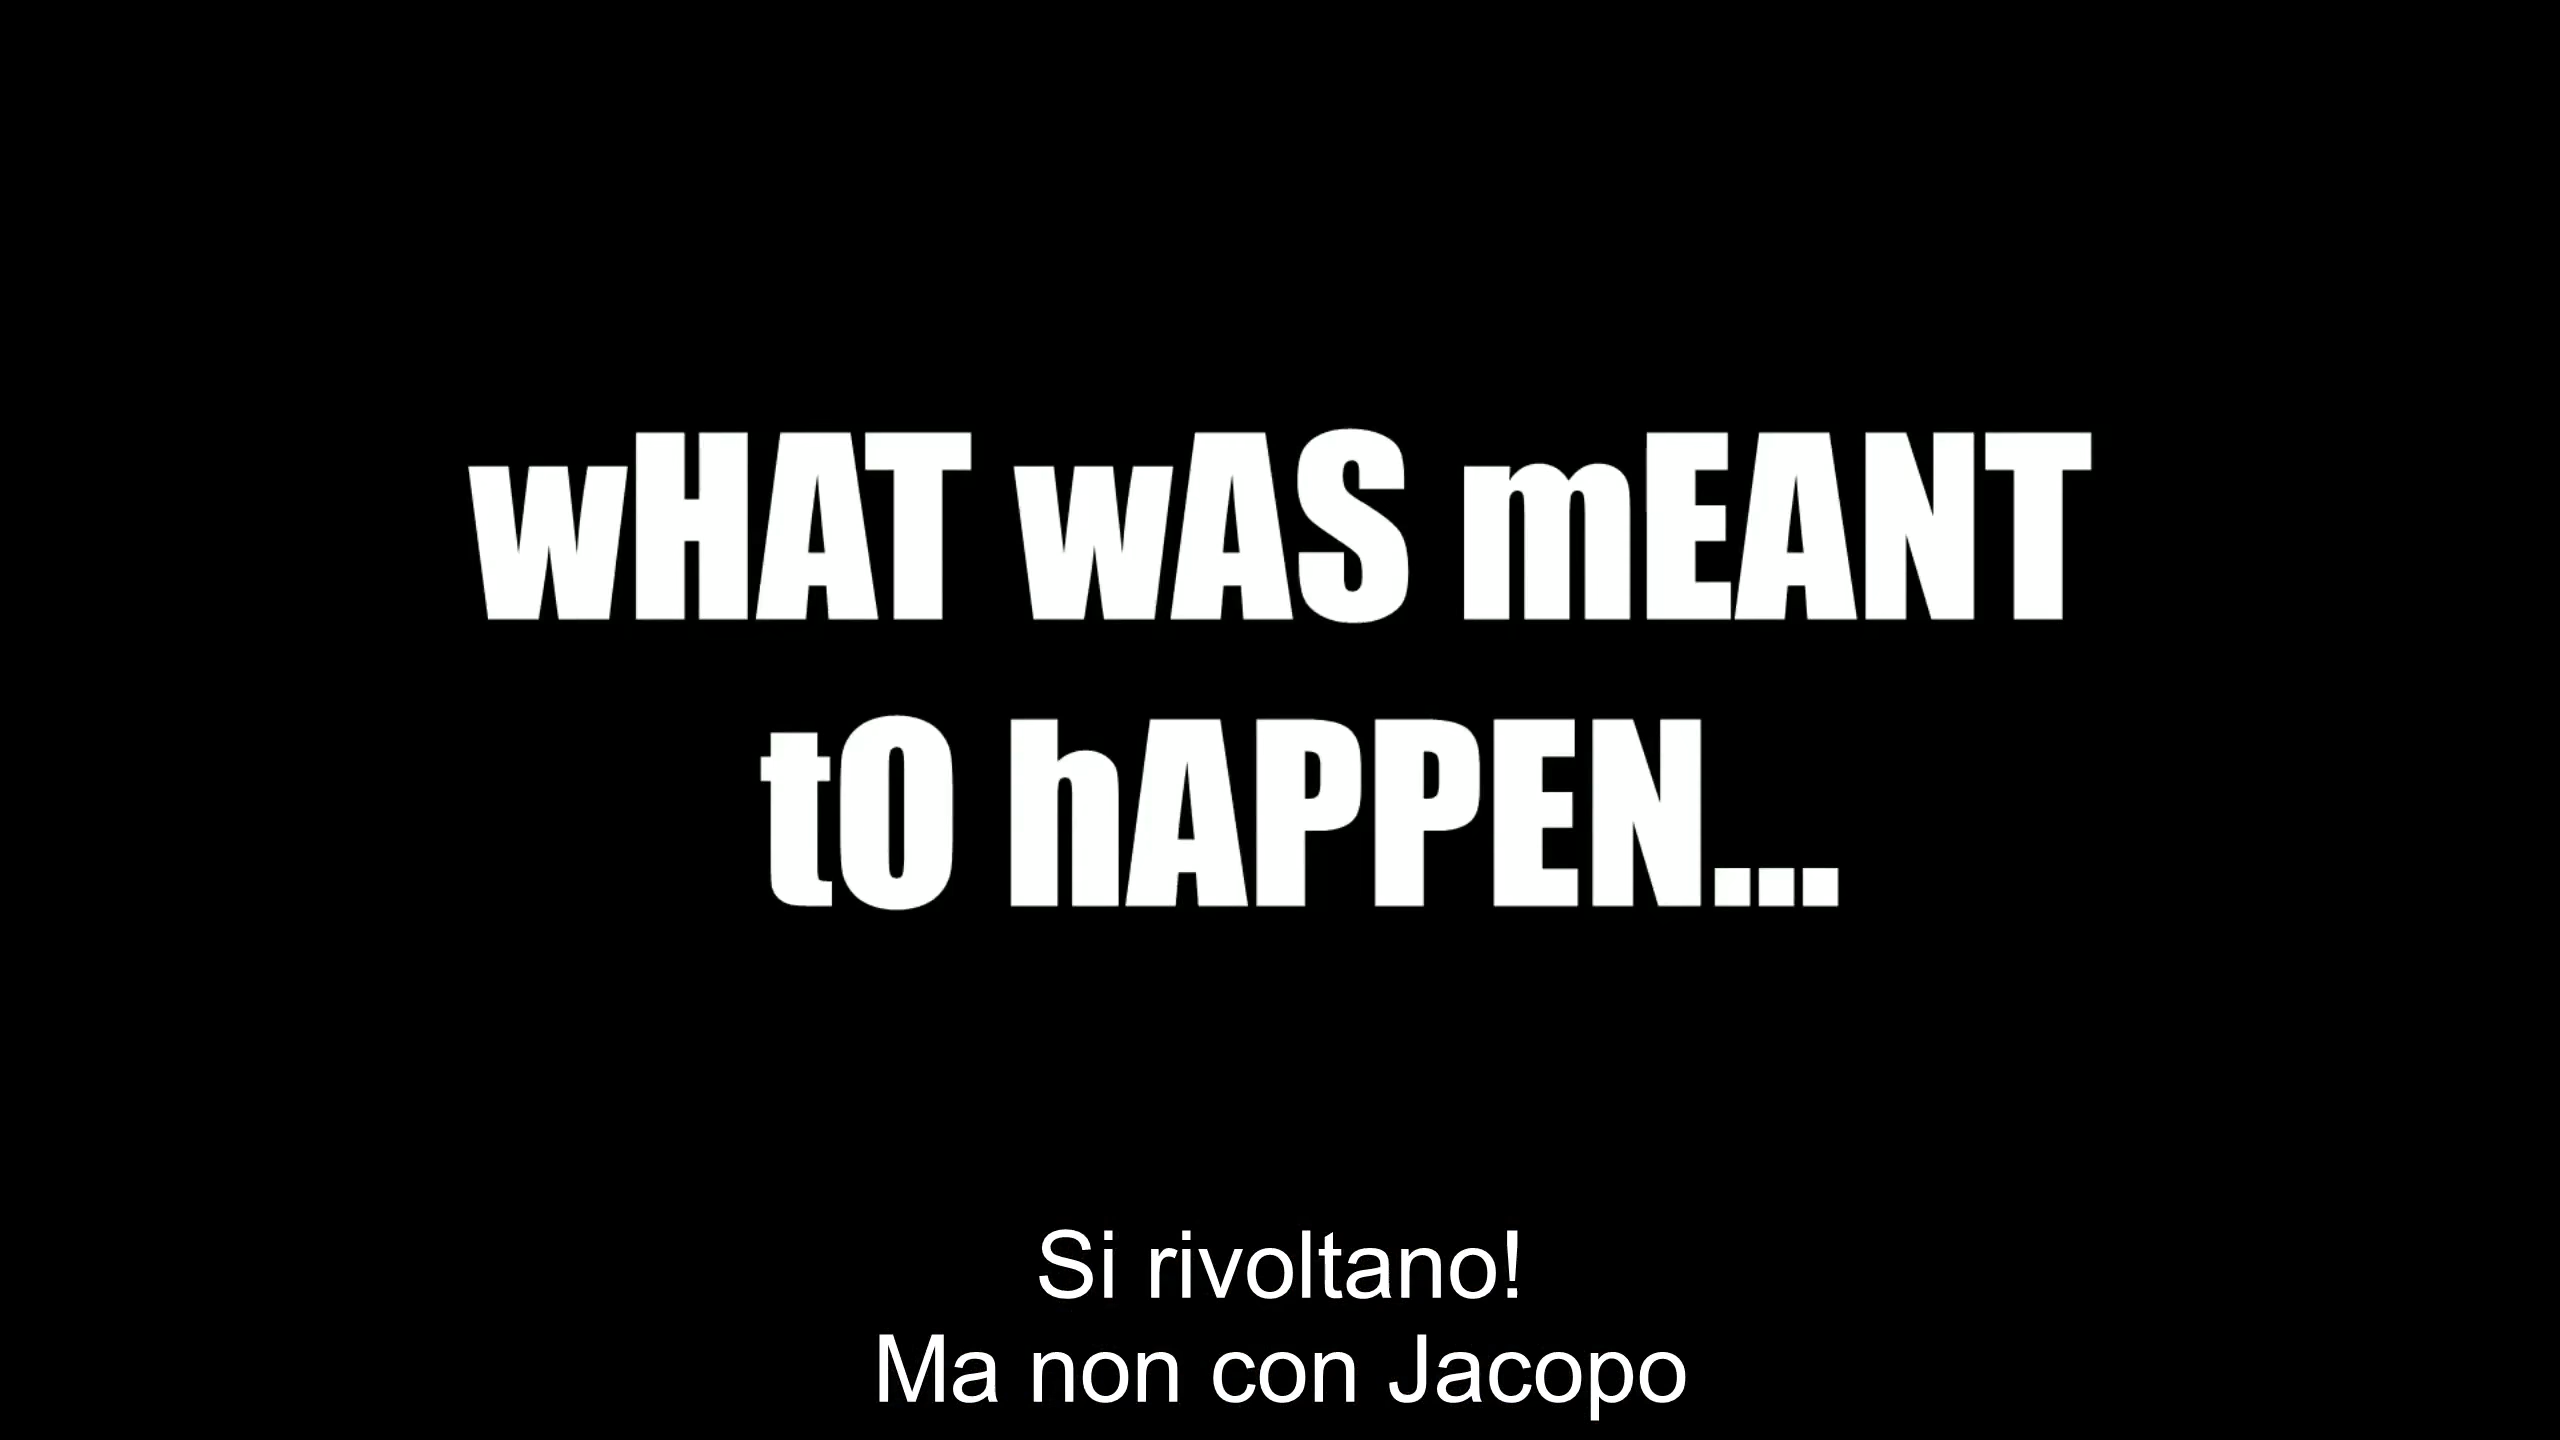 wHAT wAS mEANT
tO hAPPEN...
Si rivoltano!
Ma non con Jacopo